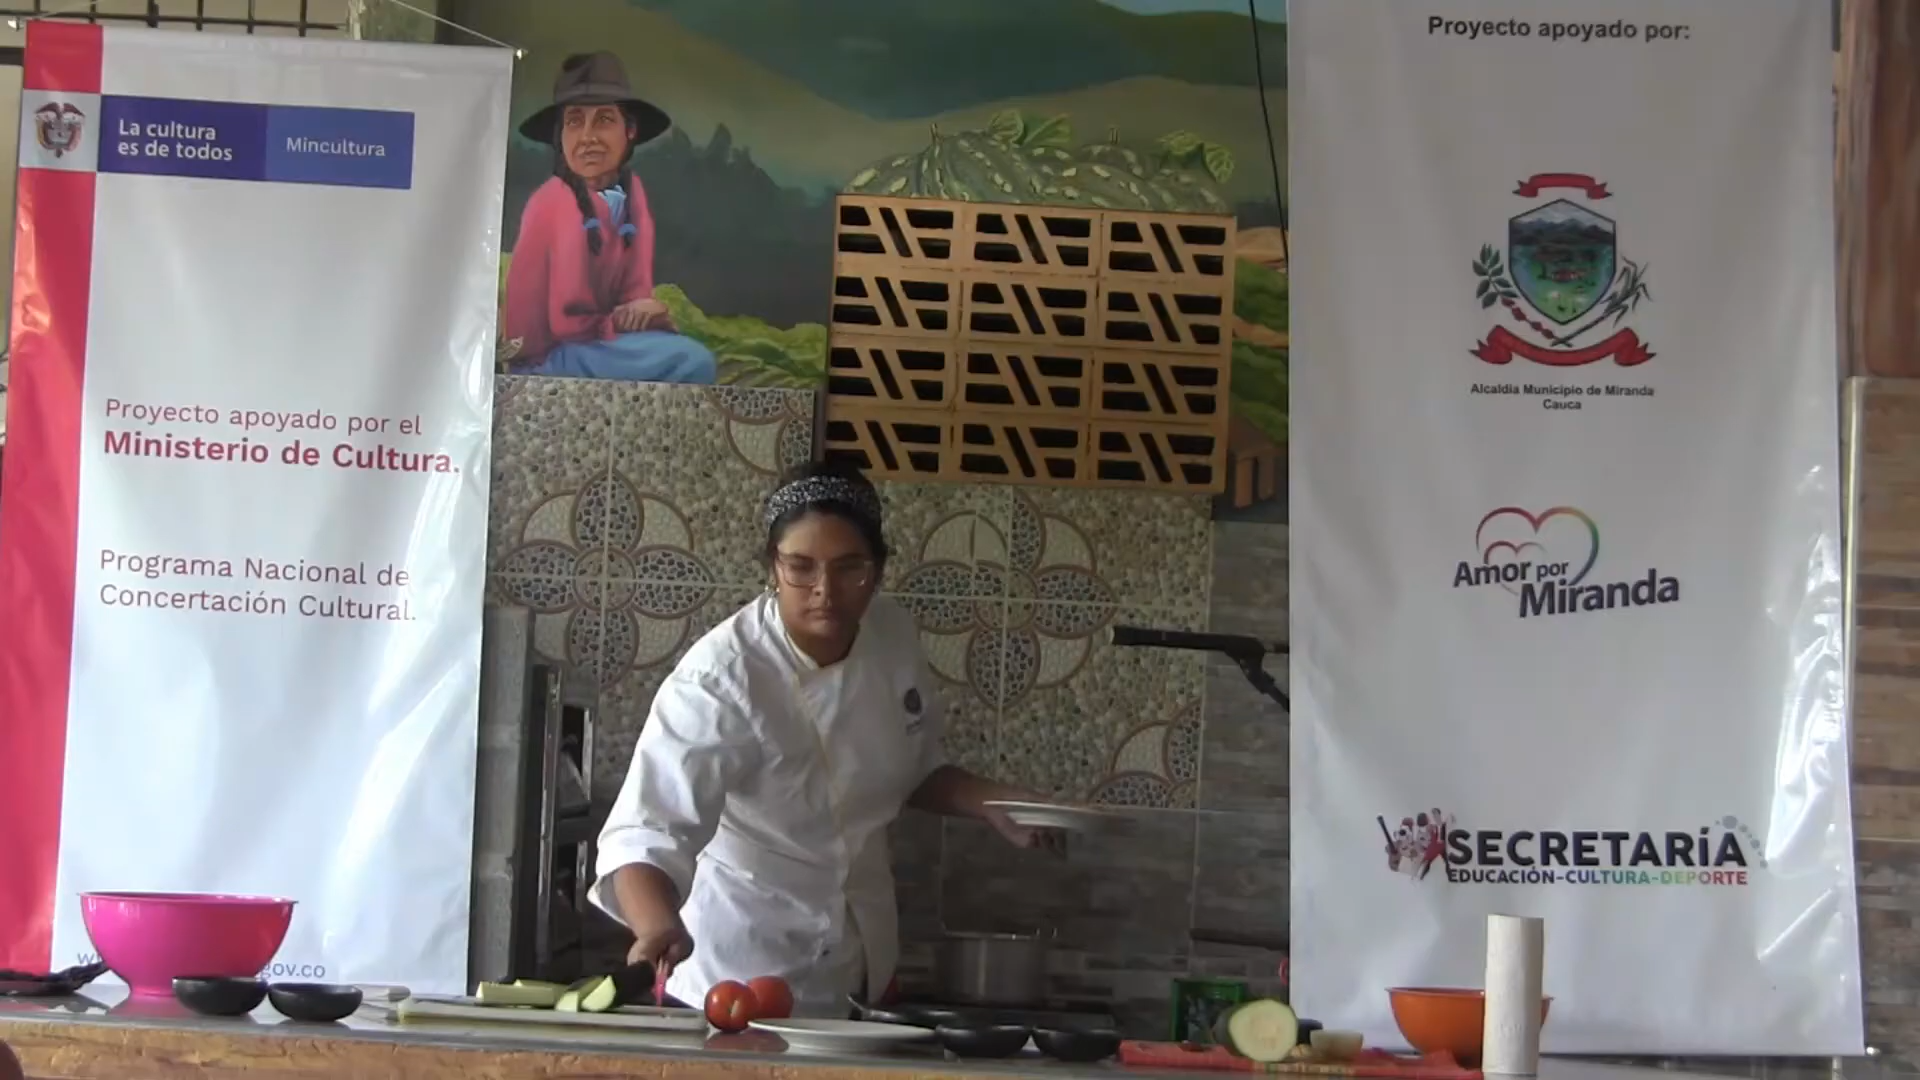 La cultura
es de todos
Mincultura
Proyecto apoyado por el
Ministerio de Cultura.
Programa Nacional de
Concertación Cultural.
gov.co
Proyecto apoyado por:
Alcaldía Municipio de Miranda
Cauca
Amor por
Miranda
SECRETARÍA
EDUCACIÓN-CULTURA-DEPORTE